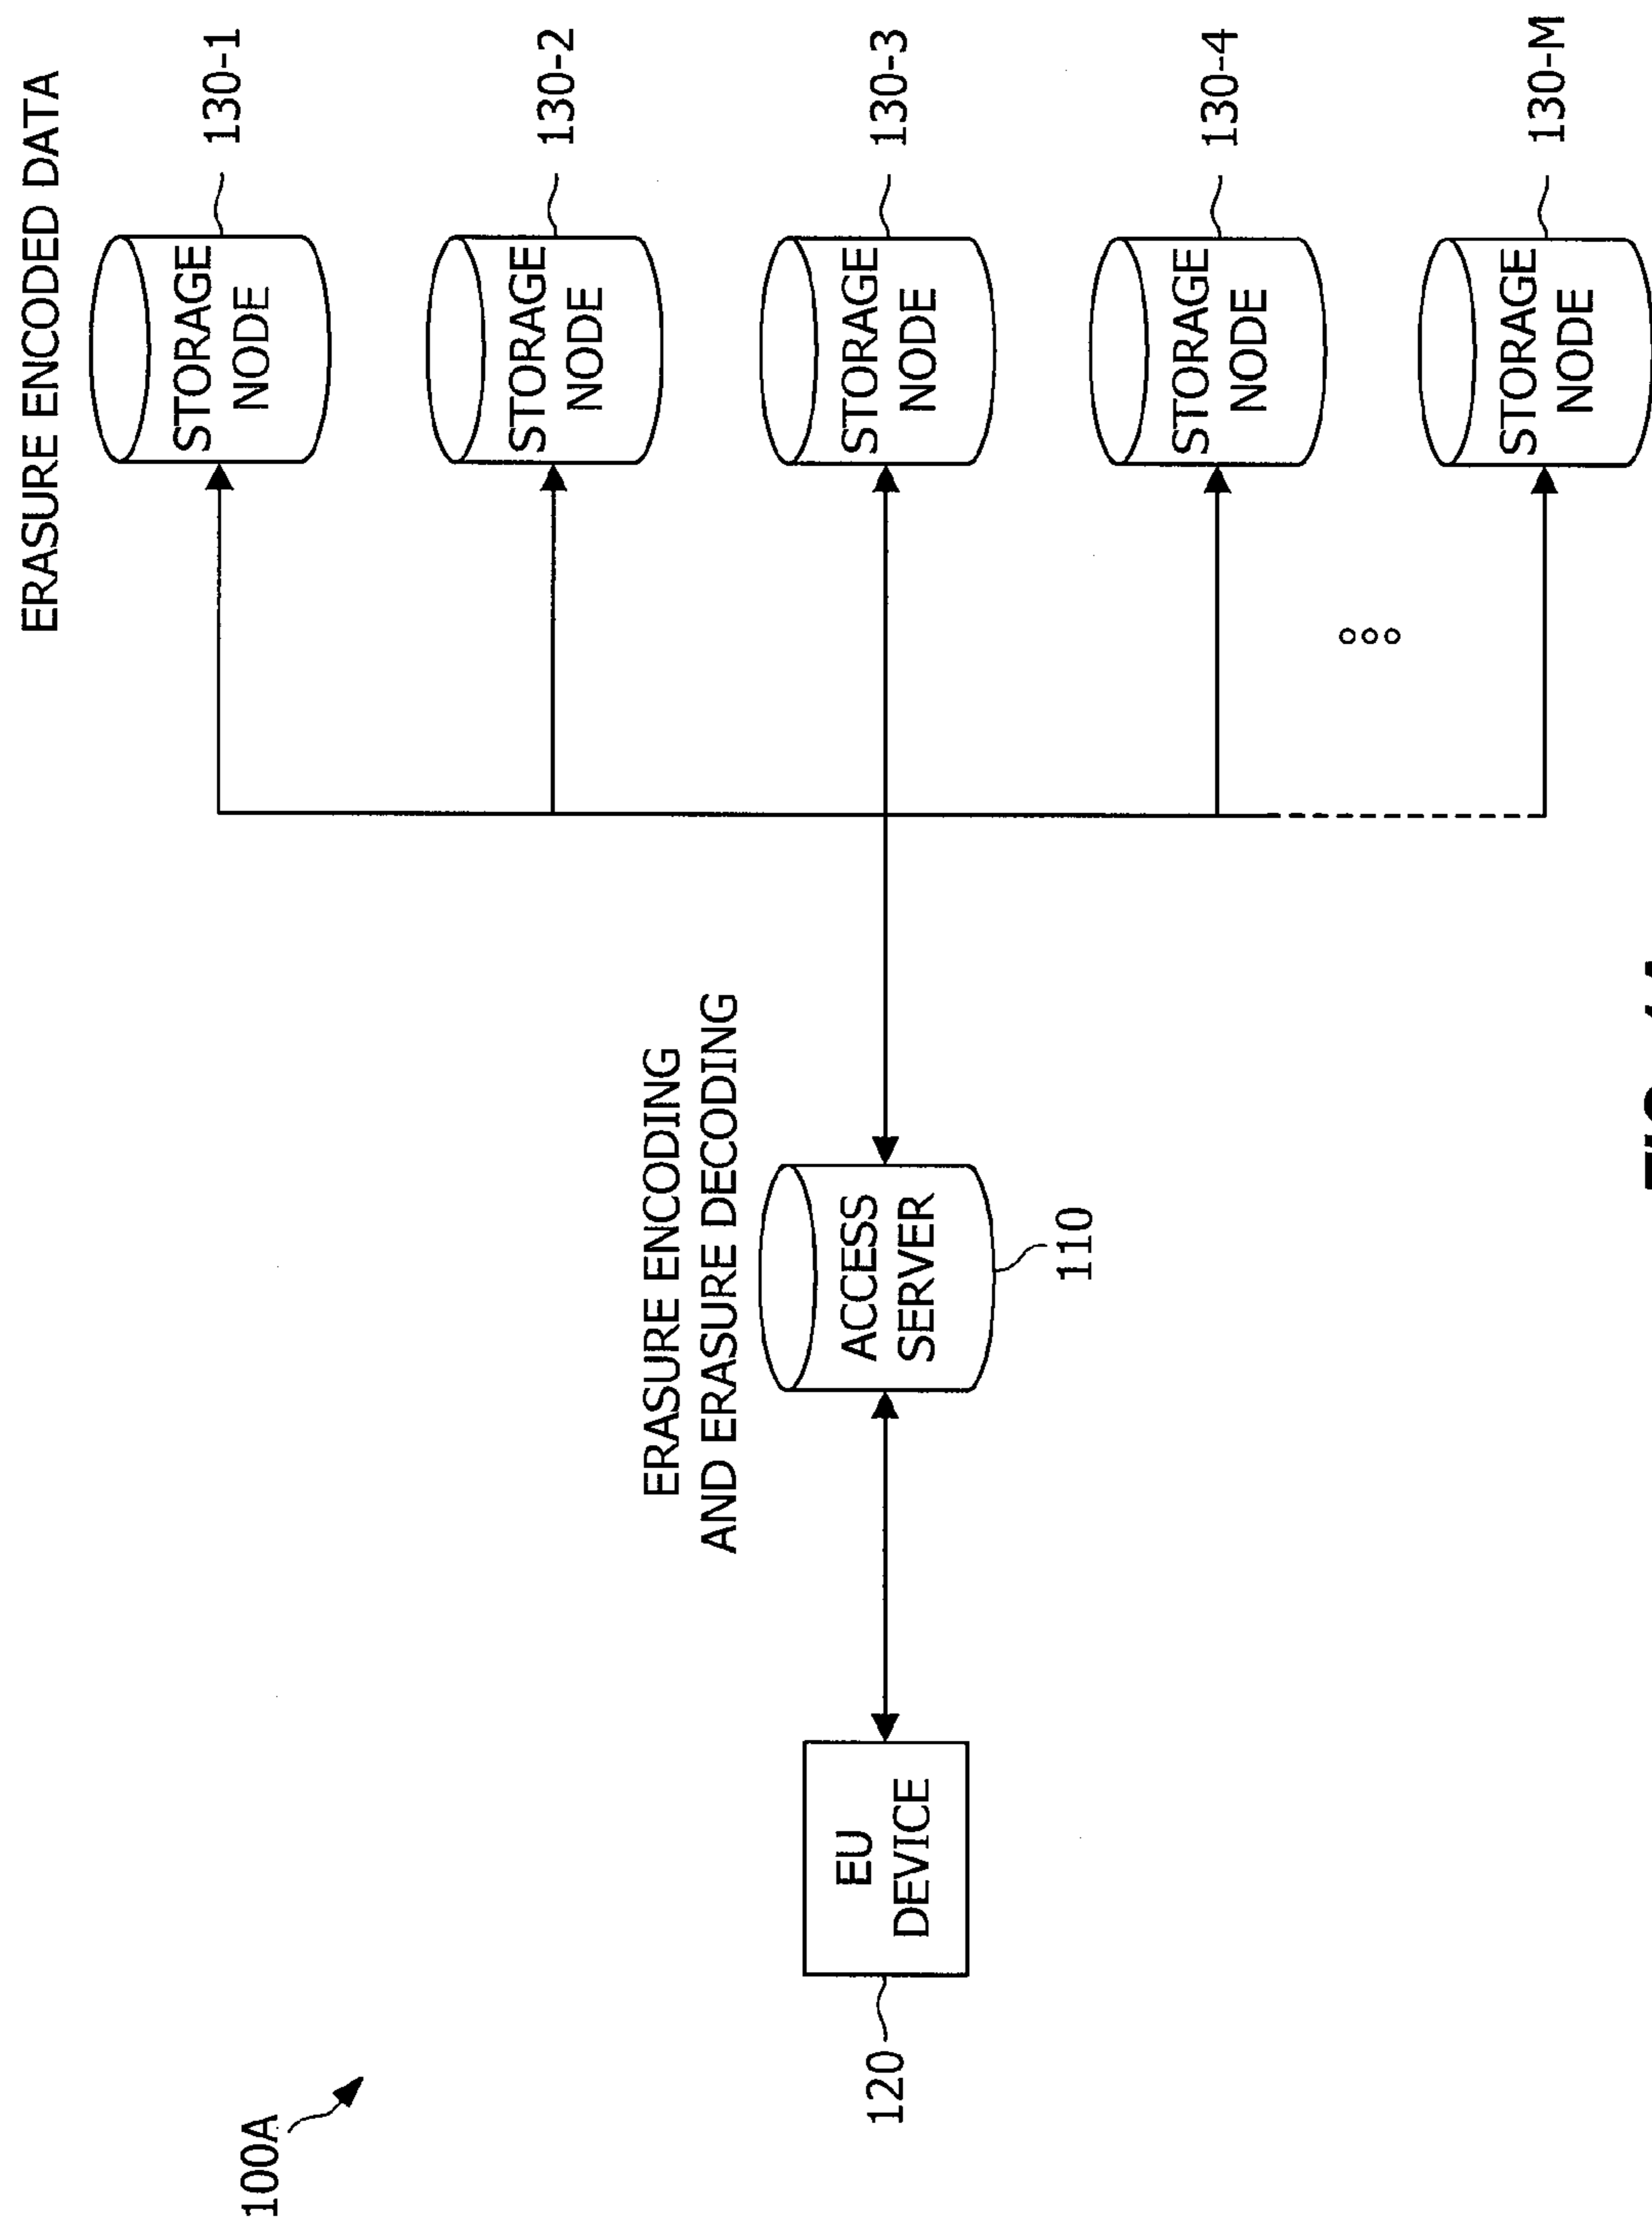 100A
ERASURE ENCODED DATA
STORAGE
NODE
130-1
STORAGE
NODE
130-2
ERASURE ENCODING
AND ERASURE DECODING
120
EU
DEVICE
ACCESS
SERVER
110
STORAGE
NODE
130-3
STORAGE
NODE
130-4
STORAGE
NODE
130-M